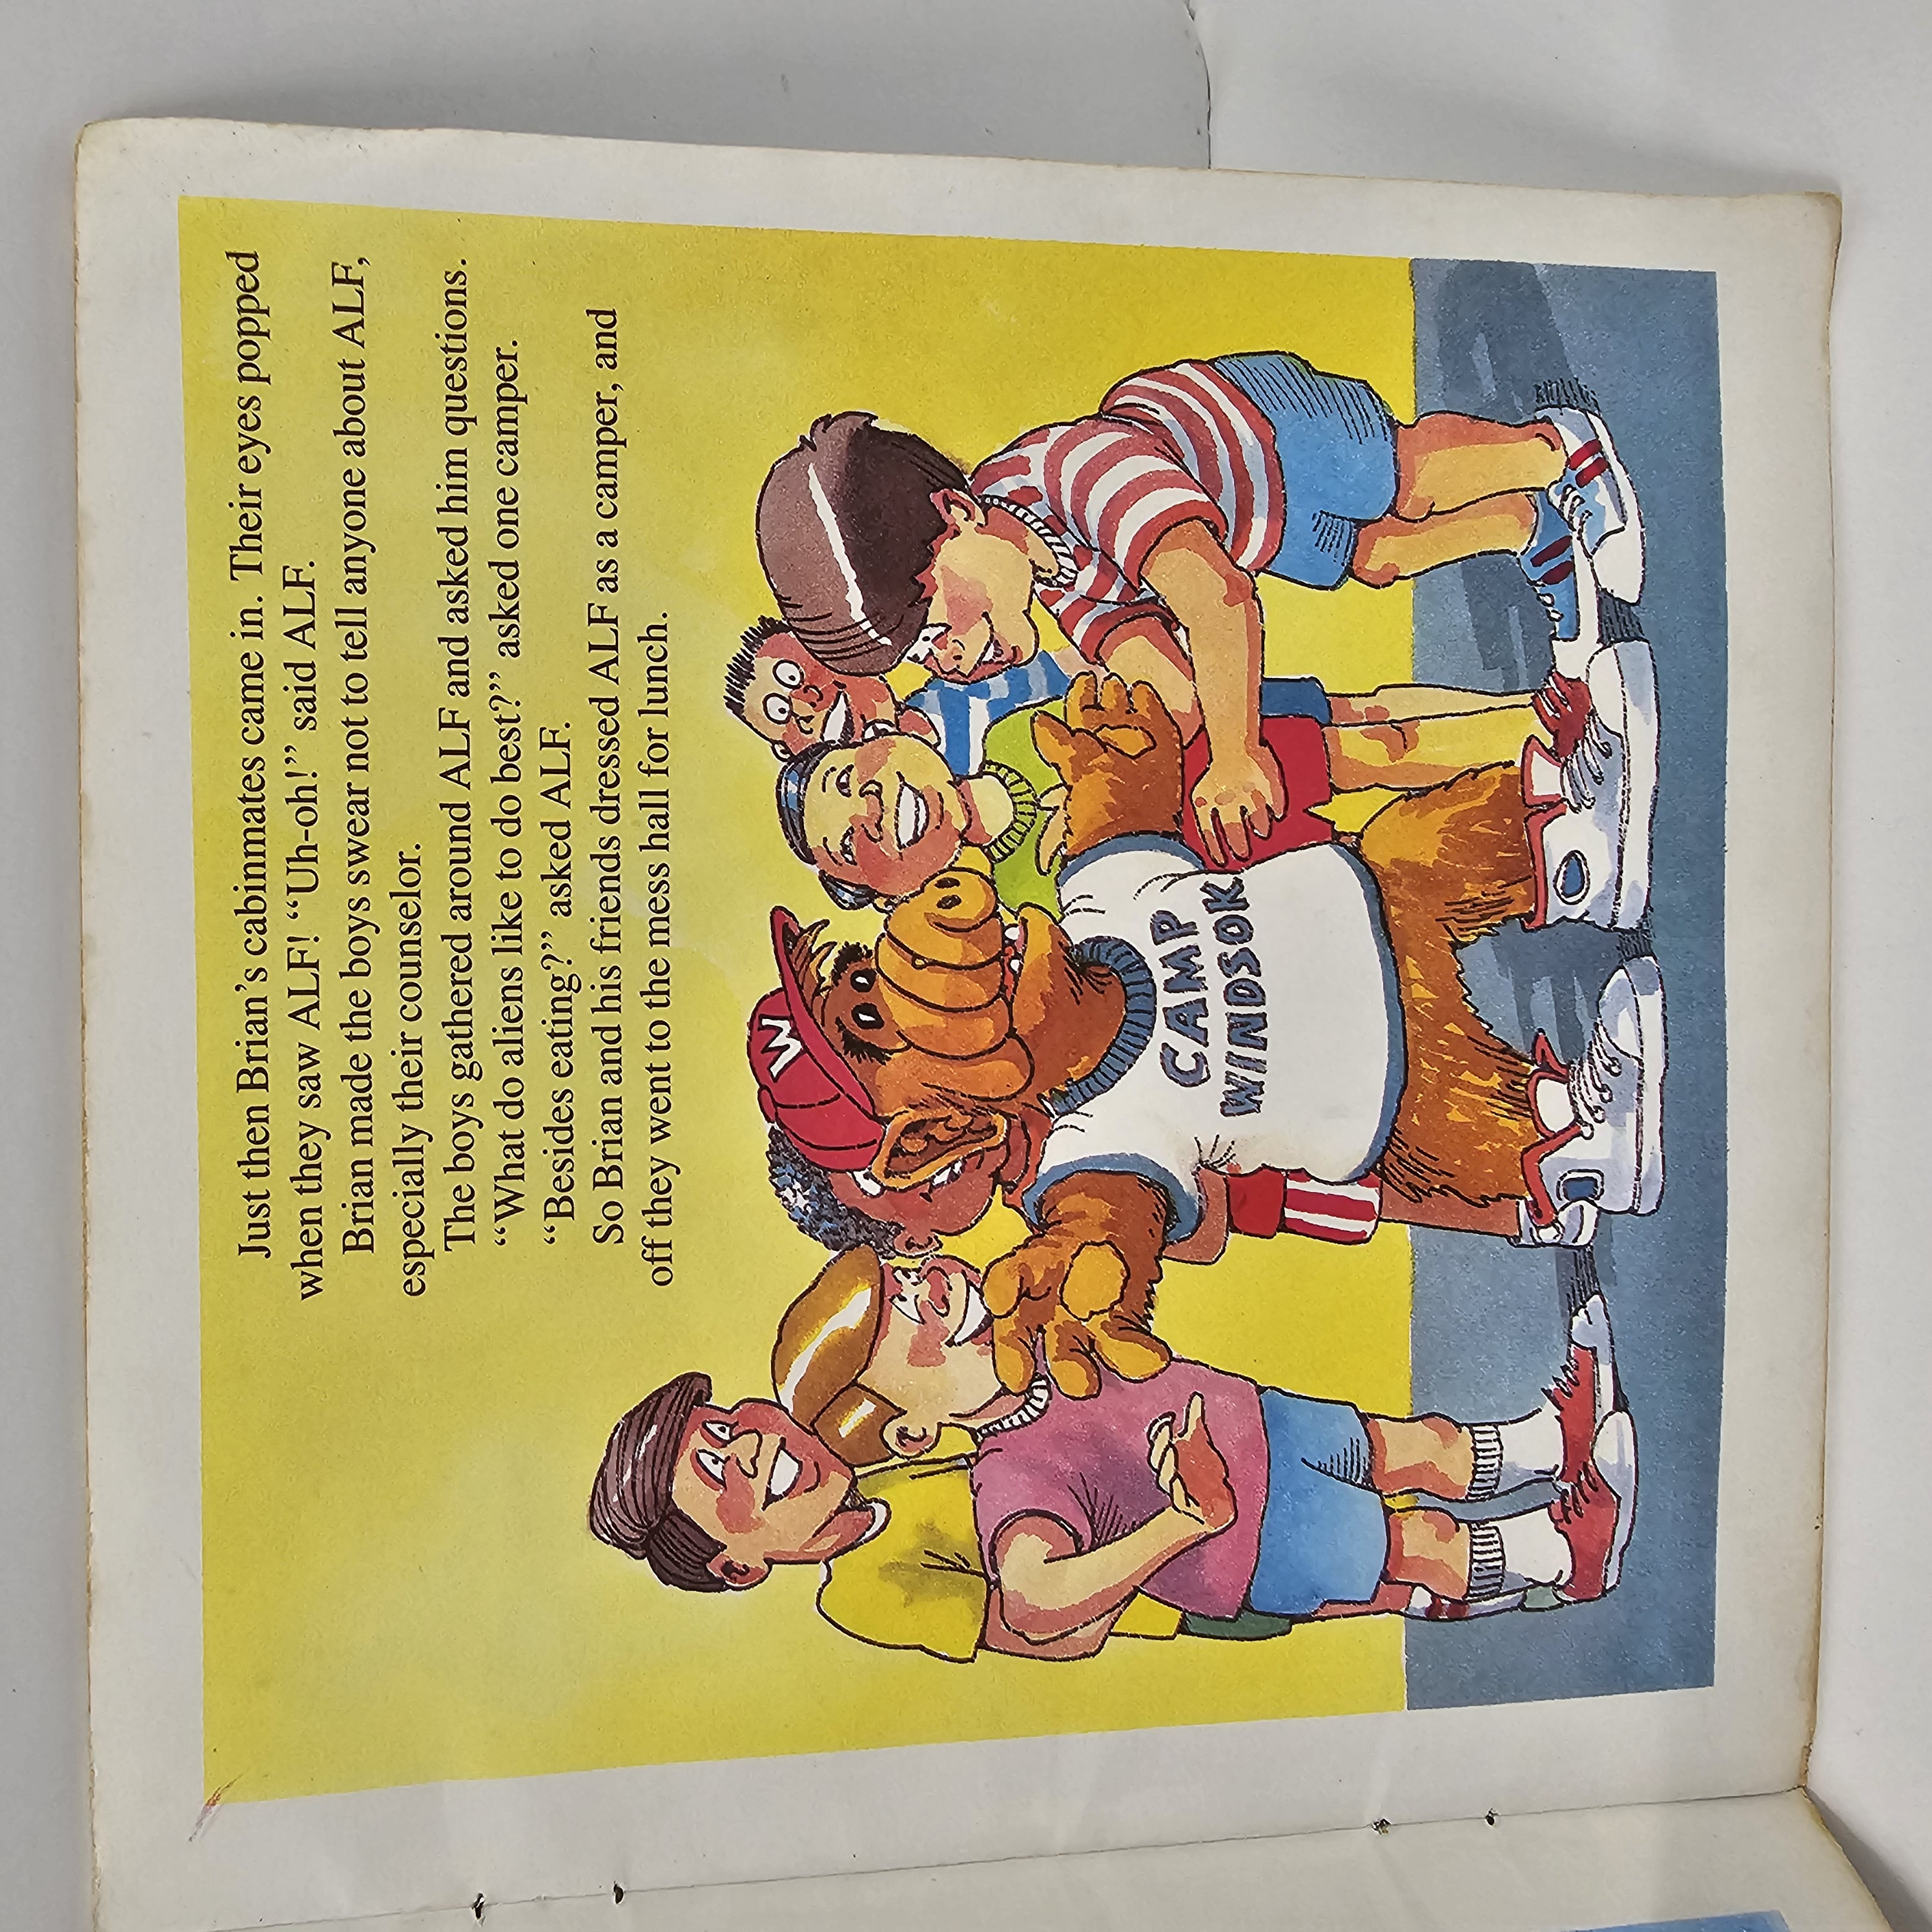 Just then Brian's cabinmates came in. Their eyes popped
when they saw ALF! “Uh-oh!” said ALF.
Brian made the boys swear not to tell anyone about ALF,
especially their counselor.
The boys gathered around ALF and asked him questions.
“What do aliens like to do best?” asked one camper.
“Besides eating?” asked ALF.
So Brian and his friends dressed ALF as a camper, and
off they went to the mess hall for lunch.
W
CAMP
WINDSOR